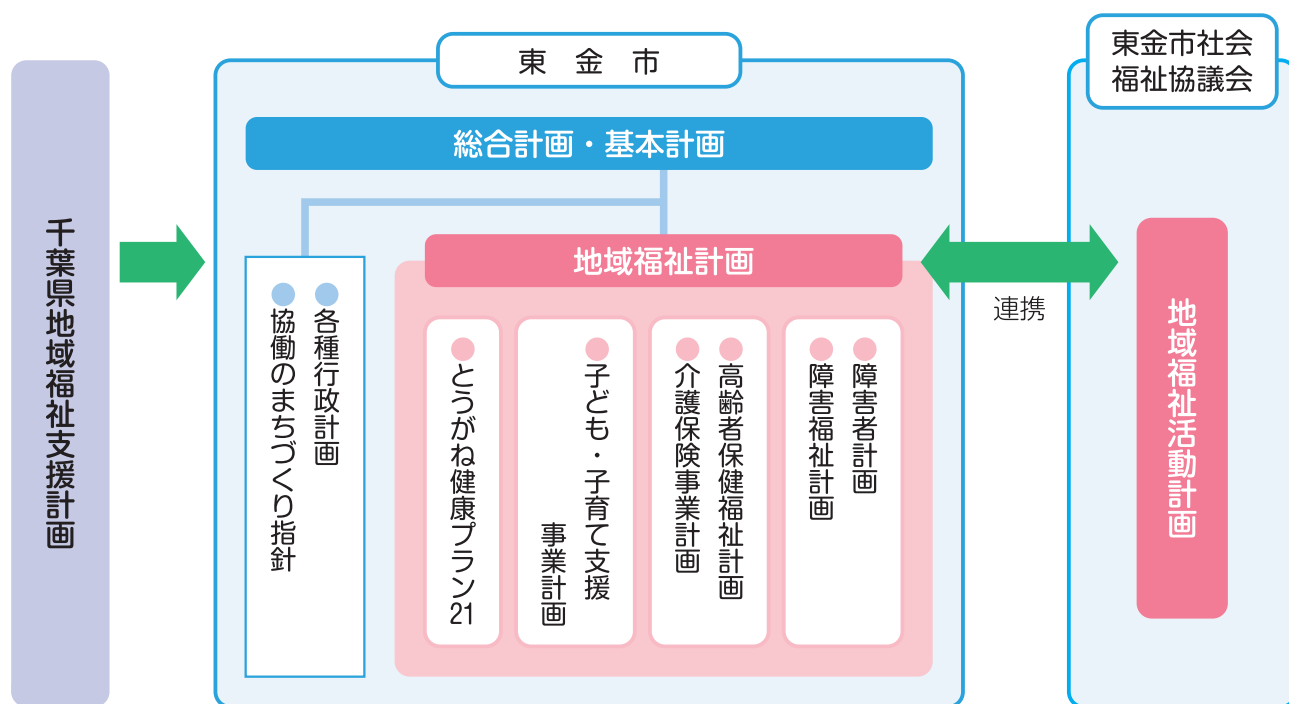 東金市
東金市社会
福祉協議会
総合計画・基本計画
千葉県地域福祉支援計画
地域福祉計画
連携
地域福祉活動計画
障害者計画
障害福祉計画
高齢者保健福祉計画
介護保険事業計画
子ども・子育て支援
事業計画
とうがね健康プラン21
各種行政計画
協働のまちづくり指針